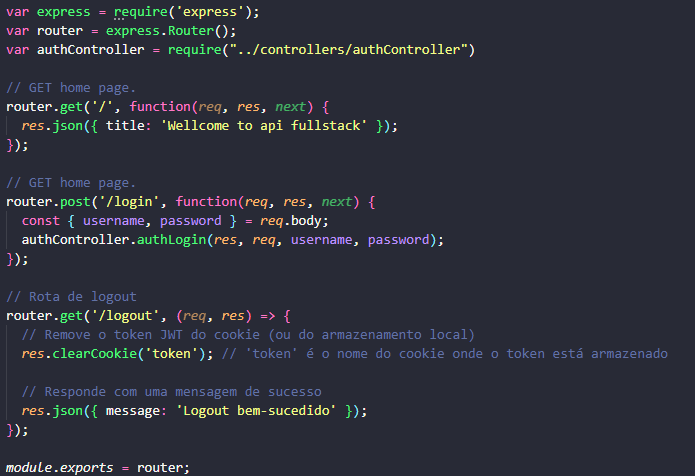 var express = require('express');
var router = express.Router();
var authController = require("../controllers/authController")
// GET home page.
router.get('/', function(req, res, next) {
res.json({ title: 'Wellcome to api fullstack' });
});
// GET home page.
router.post('/login', function(req, res, next) {
const { username, password } = req.body;
authController.authLogin(res, req, username, password);
});
// Rota de logout
router.get('/logout', (req, res) => {
// Remove o token JWT do cookie (ou do armazenamento local)
res.clearCookie('token'); // 'token' é o nome do cookie onde o token está armazenado
// Responde com uma mensagem de sucesso
res.json({ message: 'Logout bem-sucedido' });
});
module.exports = router;